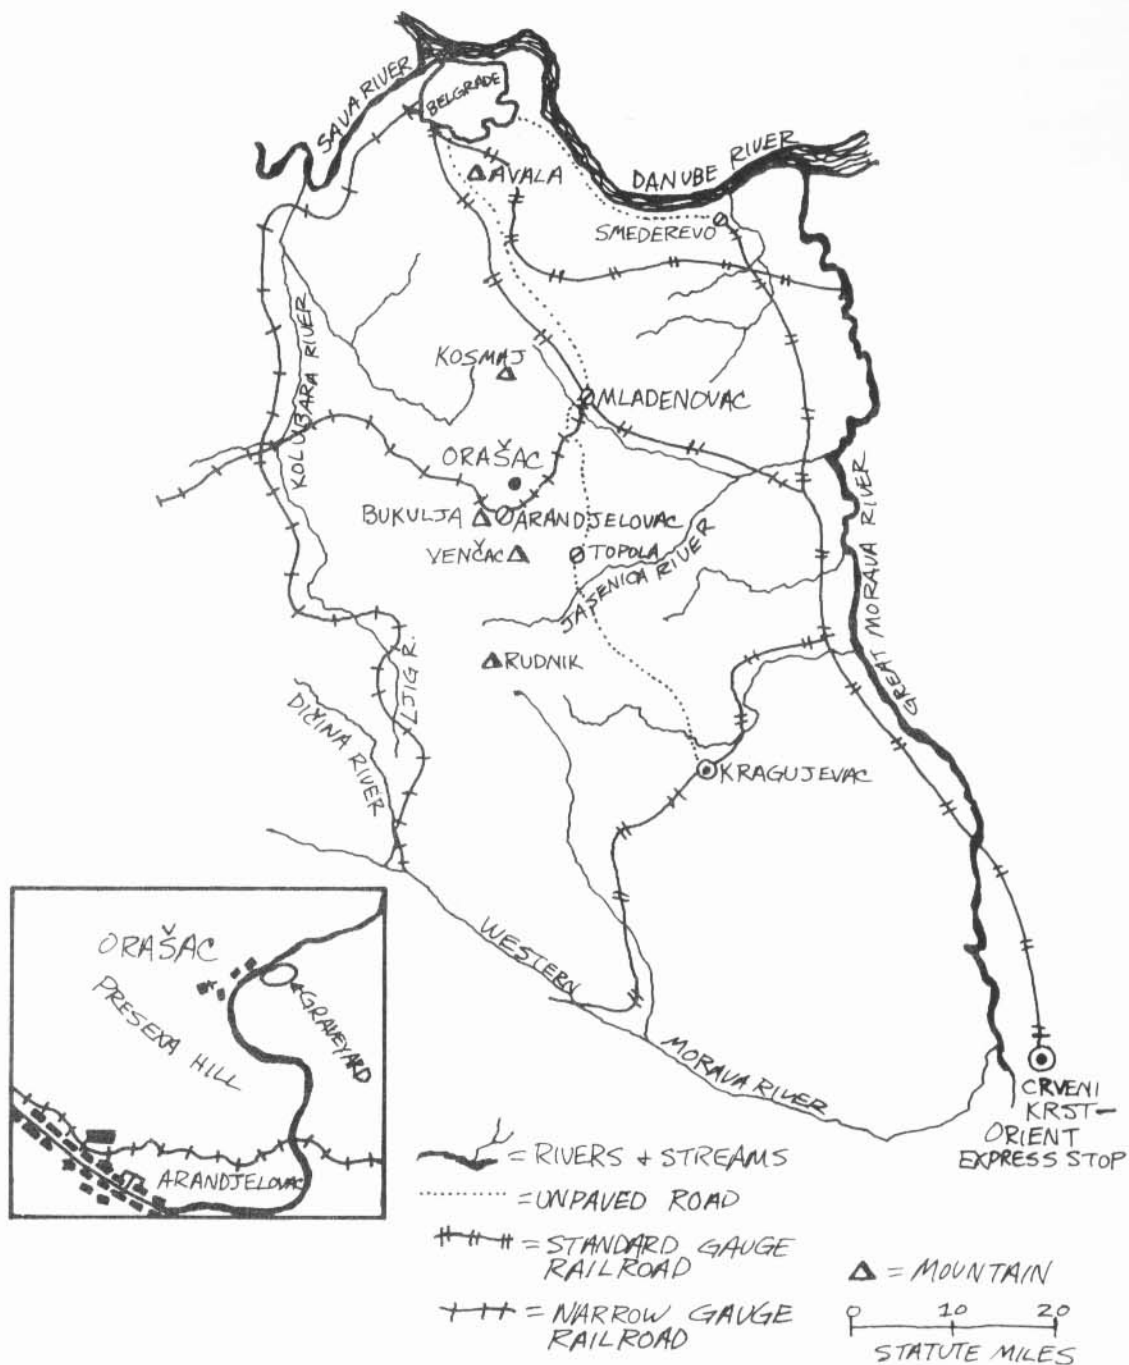 SAVA RIVER
BELGRADE
AVALA
DANUBE RIVER
SMEDEREVO
KOLUBARA RIVER
KOSMAJ
MLADENOVAC
ORAŠAC
BUKULJA
ARANDJELOVAC
VENČAC
TOPOLA
JASENICA RIVER
GREAT MORAVA RIVER
RUDNIK
LJIG R.
DIČINA RIVER
KRAGUJEVAC
WESTERN
MORAVA RIVER
CRVENI
KRST-
ORIENT
EXPRESS STOP
ORAŠAC
GRAVEYARD
PRESEKA HILL
ARANDJELOVAC
= RIVERS + STREAMS
= UNPAVED ROAD
= STANDARD GAUGE
RAILROAD
= NARROW GAUGE
RAILROAD
= MOUNTAIN
0 10 20
STATUTE MILES